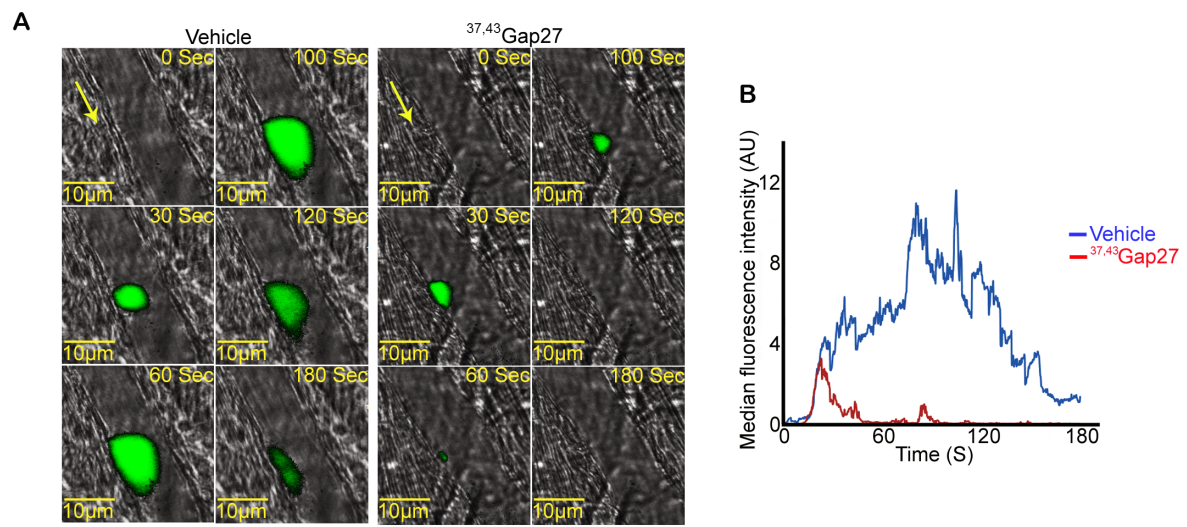 A
Vehicle
37,43Gap27
0 Sec
100 Sec
0 Sec
100 Sec
10µm
10µm
10µm
10µm
30 Sec
120 Sec
30 Sec
120 Sec
10µm
10µm
10µm
10µm
60 Sec
180 Sec
60 Sec
180 Sec
10µm
10µm
10µm
10µm
B
Median fluorescence intensity (AU)
12
8
4
0
0
60
120
180
Time (S)
Vehicle
37,43Gap27